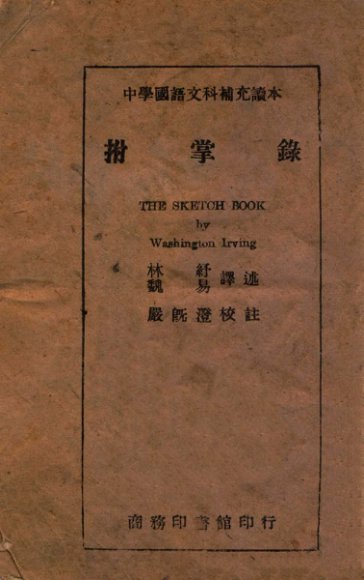 中學國語文科補充讀本
拊掌錄
THE SKETCH BOOK
by
Washington Irving
林紓
魏易 譯述
嚴既澄校註
商務印書館印行